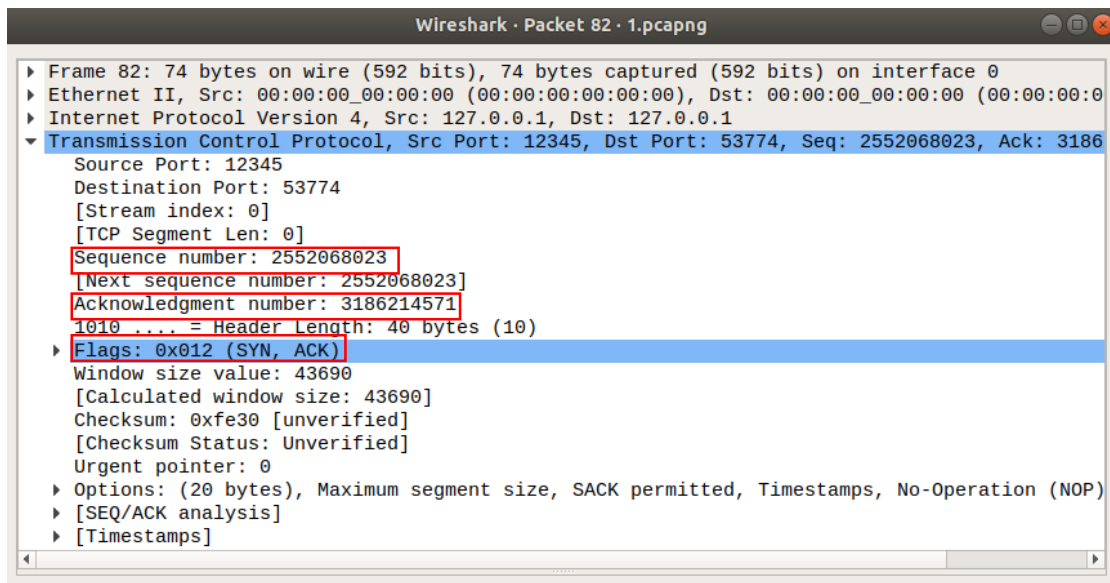 Wireshark · Packet 82 · 1.pcapng
Frame 82: 74 bytes on wire (592 bits), 74 bytes captured (592 bits) on interface 0
Ethernet II, Src: 00:00:00_00:00:00 (00:00:00:00:00:00), Dst: 00:00:00_00:00:00 (00:00:00:0
Internet Protocol Version 4, Src: 127.0.0.1, Dst: 127.0.0.1
Transmission Control Protocol, Src Port: 12345, Dst Port: 53774, Seq: 2552068023, Ack: 3186
Source Port: 12345
Destination Port: 53774
[Stream index: 0]
[TCP Segment Len: 0]
Sequence number: 2552068023
[Next sequence number: 2552068023]
Acknowledgment number: 3186214571
1010 .... = Header Length: 40 bytes (10)
Flags: 0x012 (SYN, ACK)
Window size value: 43690
[Calculated window size: 43690]
Checksum: 0xfe30 [unverified]
[Checksum Status: Unverified]
Urgent pointer: 0
Options: (20 bytes), Maximum segment size, SACK permitted, Timestamps, No-Operation (NOP)
[SEQ/ACK analysis]
[Timestamps]